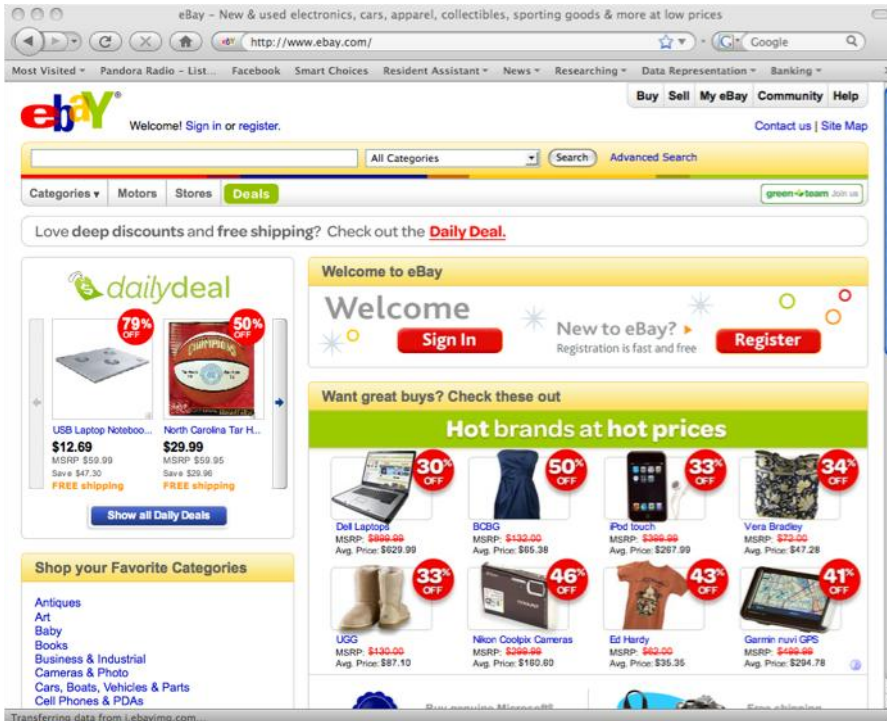 eBay – New & used electronics, cars, apparel, collectibles, sporting goods & more at low prices
http://www.ebay.com/
Google
Most Visited Pandora Radio – List... Facebook Smart Choices Resident Assistant News Researching Data Representation Banking
Buy Sell My eBay Community Help
ebaY®
Welcome! Sign in or register.
Contact us | Site Map
All Categories Search Advanced Search
Categories Motors Stores Deals
green team Join us
Love deep discounts and free shipping? Check out the Daily Deal.
dailydeal
79% OFF
50% OFF
USB Laptop Noteboo... North Carolina Tar H...
$12.69 $29.99
MSRP $59.99 MSRP $59.95
Save $47.30 Save $29.96
FREE shipping FREE shipping
Show all Daily Deals
Shop your Favorite Categories
Antiques
Art
Baby
Books
Business & Industrial
Cameras & Photo
Cars, Boats, Vehicles & Parts
Cell Phones & PDAs
Welcome to eBay
Welcome
Sign In
New to eBay?
Registration is fast and free
Register
Want great buys? Check these out
Hot brands at hot prices
30% OFF 50% OFF 33% OFF 34% OFF
Dell Laptops BCBG iPod touch Vera Bradley
MSRP: $899.99 MSRP: $132.00 MSRP: $399.99 MSRP: $72.00
Avg. Price: $629.99 Avg. Price: $65.38 Avg. Price: $267.99 Avg. Price: $47.28
33% OFF 46% OFF 43% OFF 41% OFF
UGG Nikon Coolpix Cameras Ed Hardy Garmin nuvi GPS
MSRP: $130.00 MSRP: $299.99 MSRP: $62.00 MSRP: $499.99
Avg. Price: $87.10 Avg. Price: $160.60 Avg. Price: $35.35 Avg. Price: $294.78
Buy genuine Microsoft® Free shipping
Transferring data from i.ebayimg.com...